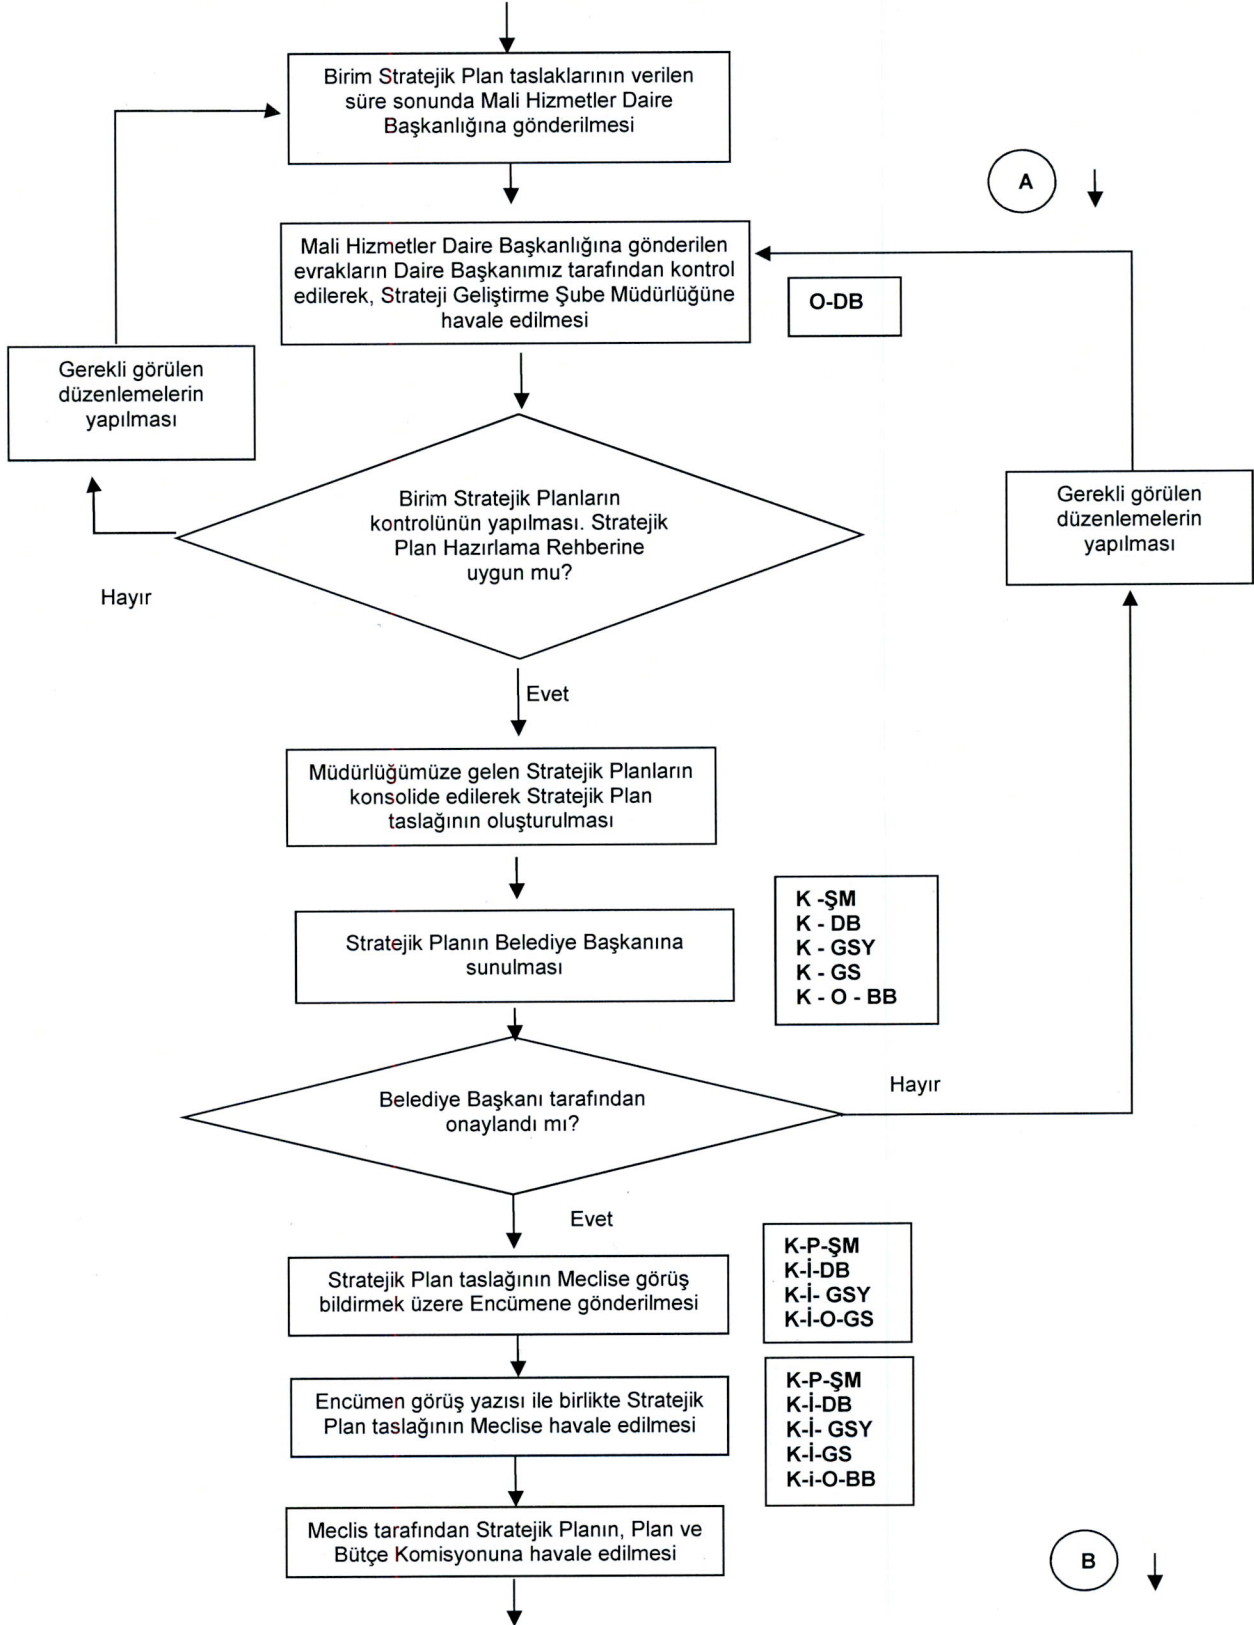 Birim Stratejik Plan taslaklarının verilen
süre sonunda Mali Hizmetler Daire
Başkanlığına gönderilmesi
A
Mali Hizmetler Daire Başkanlığına gönderilen
evrakların Daire Başkanımız tarafından kontrol
edilerek, Strateji Geliştirme Şube Müdürlüğüne
havale edilmesi
O-DB
Gerekli görülen
düzenlemelerin
yapılması
Birim Stratejik Planların
kontrolünün yapılması. Stratejik
Plan Hazırlama Rehberine
uygun mu?
Gerekli görülen
düzenlemelerin
yapılması
Hayır
Evet
Müdürlüğümüze gelen Stratejik Planların
konsolide edilerek Stratejik Plan
taslağının oluşturulması
Stratejik Planın Belediye Başkanına
sunulması
K -ŞM
K - DB
K - GSY
K - GS
K - O - BB
Belediye Başkanı tarafından
onaylandı mı?
Hayır
Evet
Stratejik Plan taslağının Meclise görüş
bildirmek üzere Encümene gönderilmesi
K-P-ŞM
K-İ-DB
K-İ- GSY
K-İ-O-GS
Encümen görüş yazısı ile birlikte Stratejik
Plan taslağının Meclise havale edilmesi
K-P-ŞM
K-İ-DB
K-İ- GSY
K-İ-GS
K-i-O-BB
Meclis tarafından Stratejik Planın, Plan ve
Bütçe Komisyonuna havale edilmesi
B